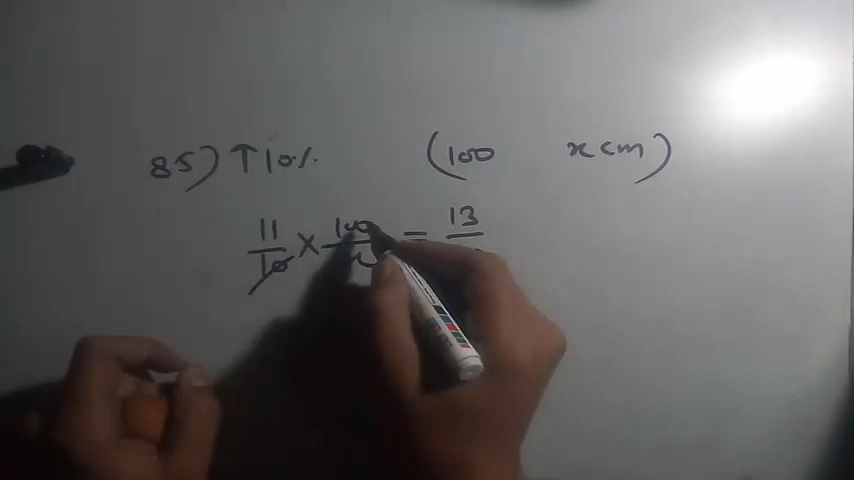 85) ↑10% (100 x cm)
11/10 × 100/ = 13/